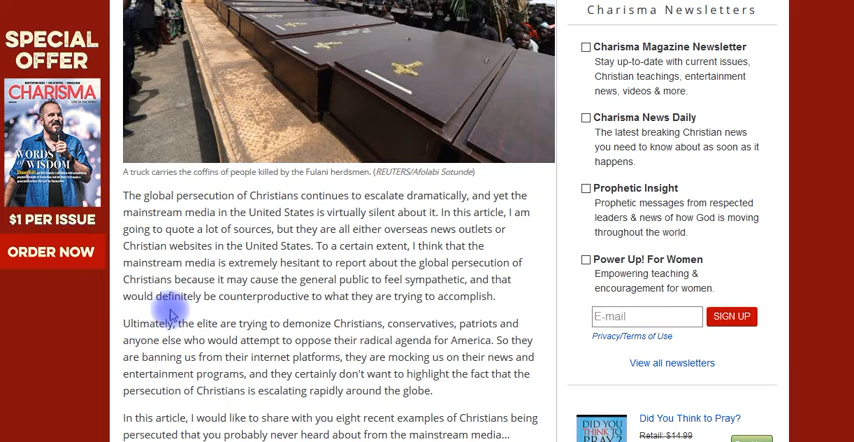 SPECIAL
OFFER
CHARISMA
WORDS
OF WISDOM
$1 PER ISSUE
ORDER NOW
A truck carries the coffins of people killed by the Fulani herdsmen. (REUTERS/Afolabi Sotunde)
The global persecution of Christians continues to escalate dramatically, and yet the
mainstream media in the United States is virtually silent about it. In this article, I am
going to quote a lot of sources, but they are all either overseas news outlets or
Christian websites in the United States. To a certain extent, I think that the
mainstream media is extremely hesitant to report about the global persecution of
Christians because it may cause the general public to feel sympathetic, and that
would definitely be counterproductive to what they are trying to accomplish.
Ultimately, the elite are trying to demonize Christians, conservatives, patriots and
anyone else who would attempt to oppose their radical agenda for America. So they
are banning us from their internet platforms, they are mocking us on their news and
entertainment programs, and they certainly don't want to highlight the fact that the
persecution of Christians is escalating rapidly around the globe.
In this article, I would like to share with you eight recent examples of Christians being
persecuted that you probably never heard about from the mainstream media...
Charisma Newsletters
Charisma Magazine Newsletter
Stay up-to-date with current issues,
Christian teachings, entertainment
news, videos & more.
Charisma News Daily
The latest breaking Christian news
you need to know about as soon as it
happens.
Prophetic Insight
Prophetic messages from respected
leaders & news of how God is moving
throughout the world.
Power Up! For Women
Empowering teaching &
encouragement for women.
E-mail
SIGN UP
Privacy/Terms of Use
View all newsletters
DID YOU
THINK TO
PRAY?
Did You Think to Pray?
Retail: $14.99